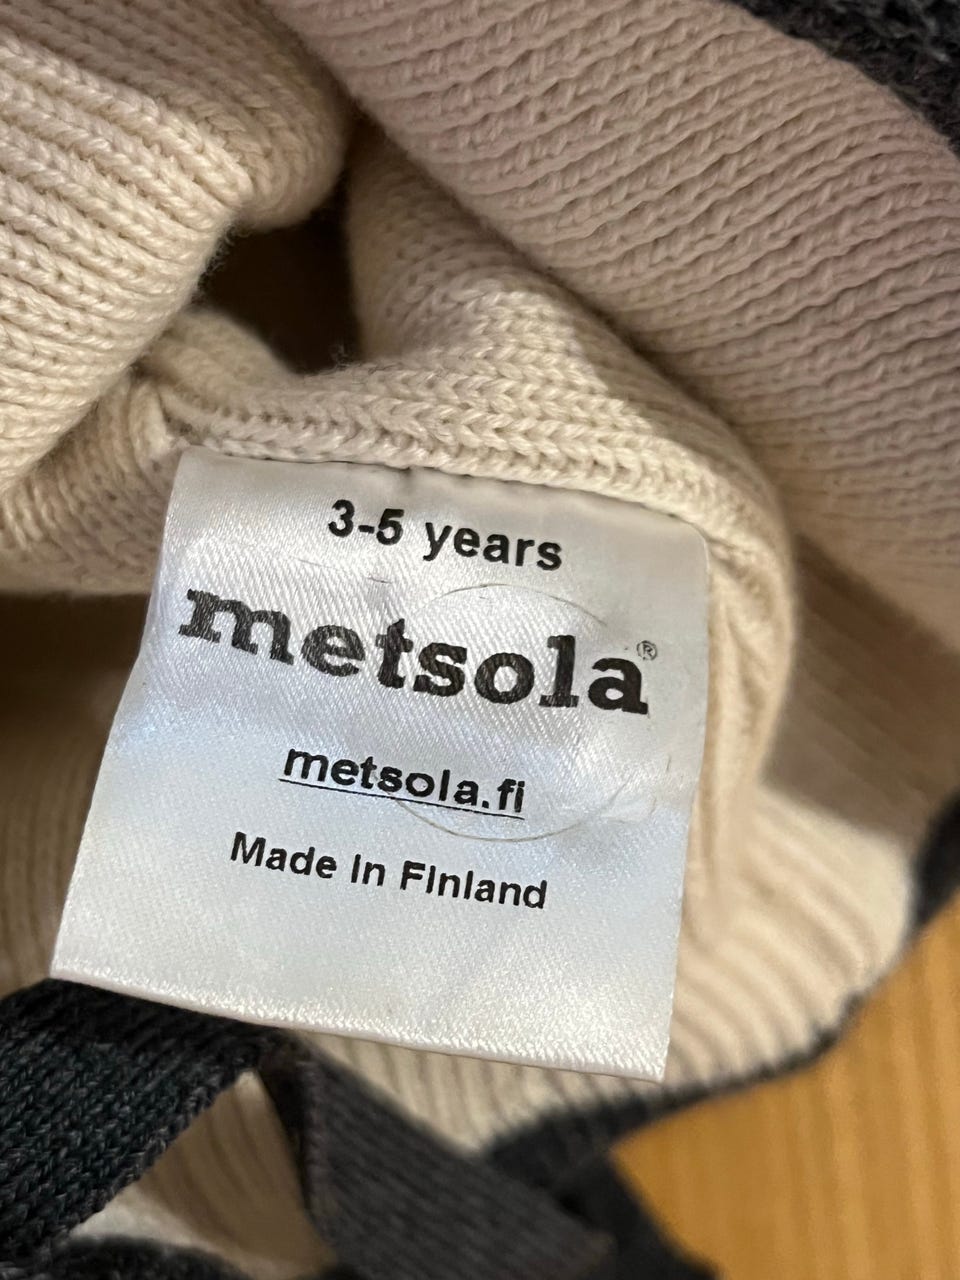 3-5 years
metsola®
metsola.fi
Made in Finland